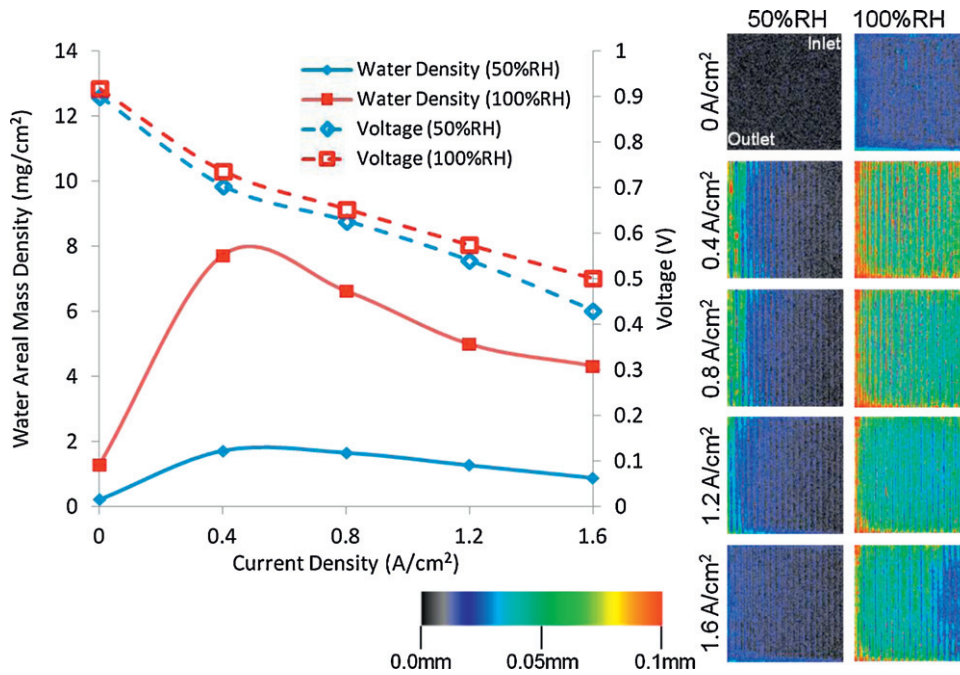 50%RH 100%RH
14
12
10
8
6
4
2
0
Water Areal Mass Density (mg/cm²)
1
0.9
0.8
0.7
0.6
0.5
0.4
0.3
0.2
0.1
0
Voltage (V)
Water Density (50%RH)
Water Density (100%RH)
Voltage (50%RH)
Voltage (100%RH)
0 0.4 0.8 1.2 1.6
Current Density (A/cm²)
0.0mm 0.05mm 0.1mm
Inlet
Outlet
0 A/cm²
0.4 A/cm²
0.8 A/cm²
1.2 A/cm²
1.6 A/cm²